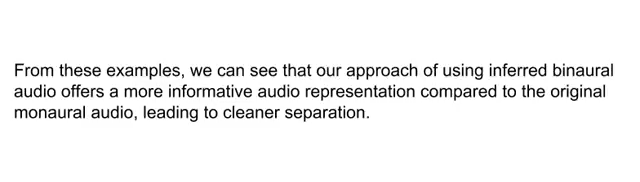 From these examples, we can see that our approach of using inferred binaural
audio offers a more informative audio representation compared to the original
monaural audio, leading to cleaner separation.